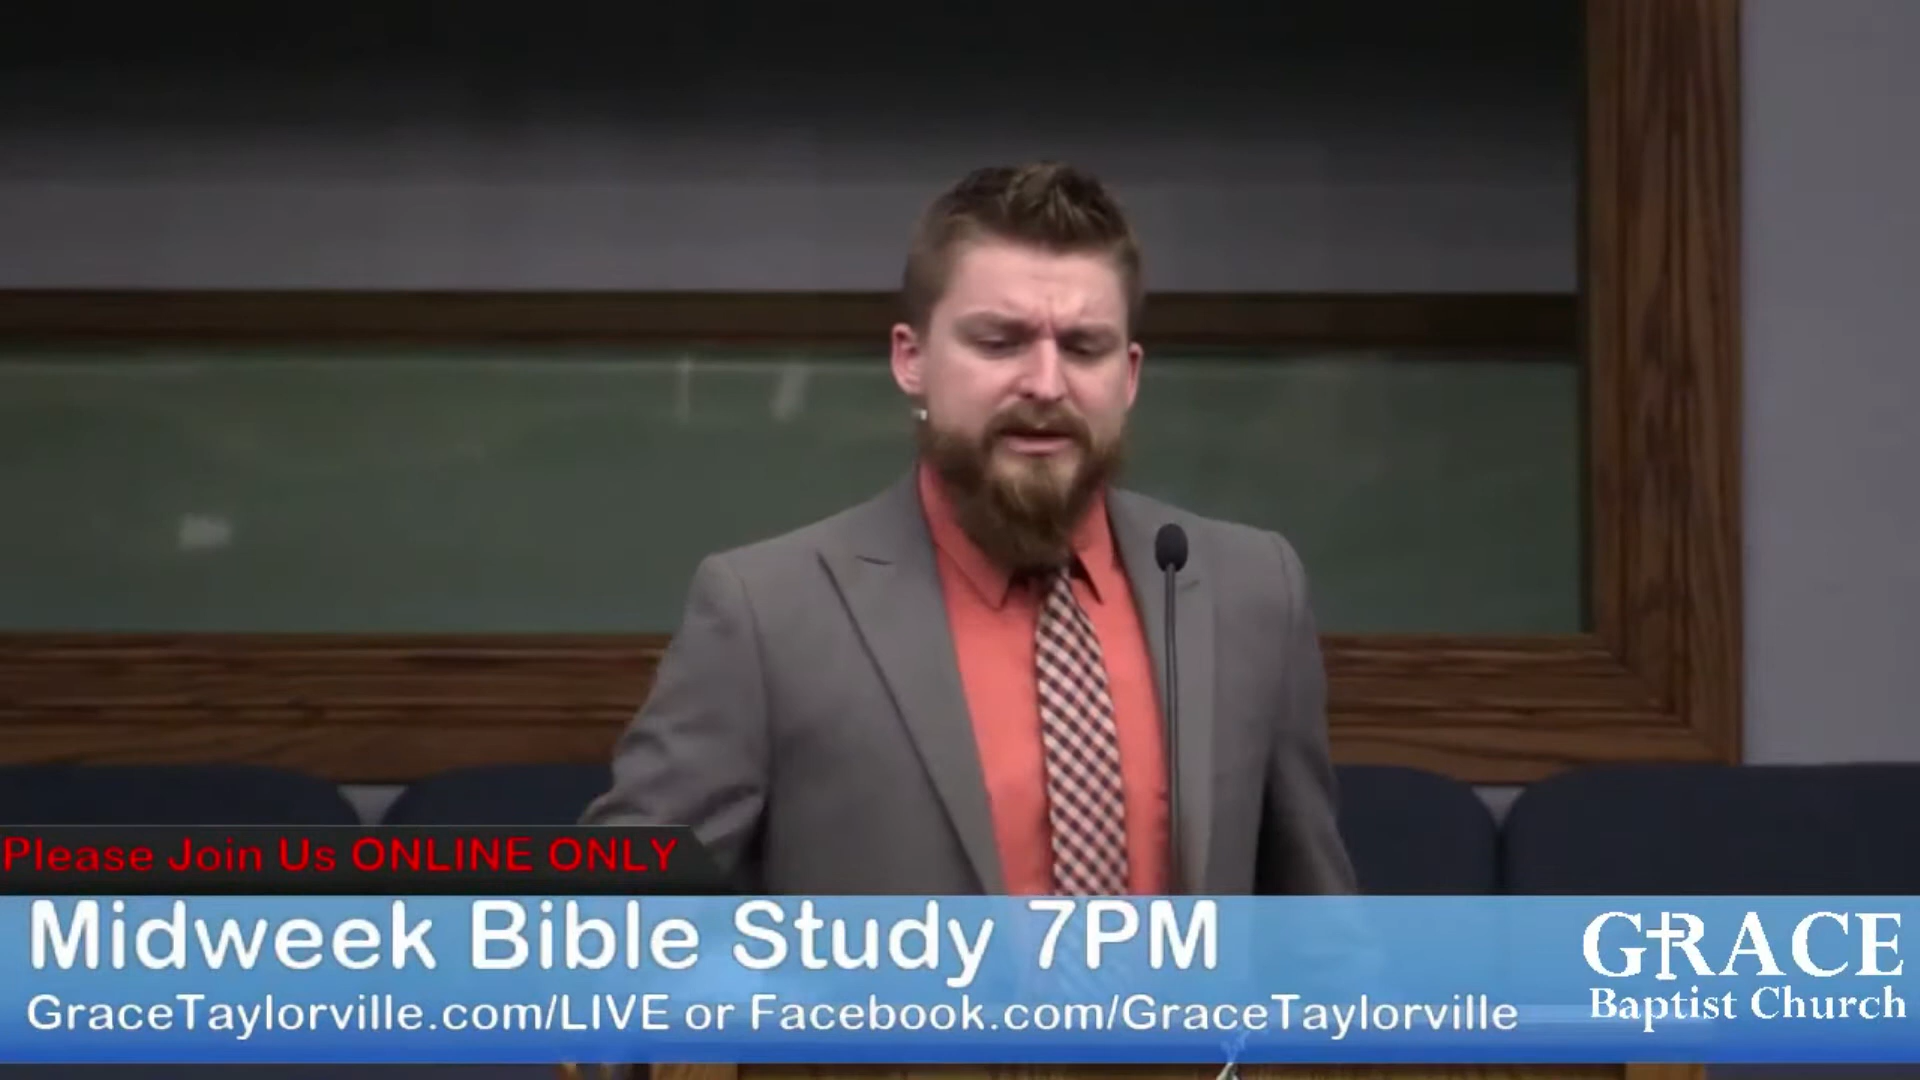 Please Join Us ONLINE ONLY
Midweek Bible Study 7PM
GraceTaylorville.com/LIVE or Facebook.com/GraceTaylorville
GRACE
Baptist Church